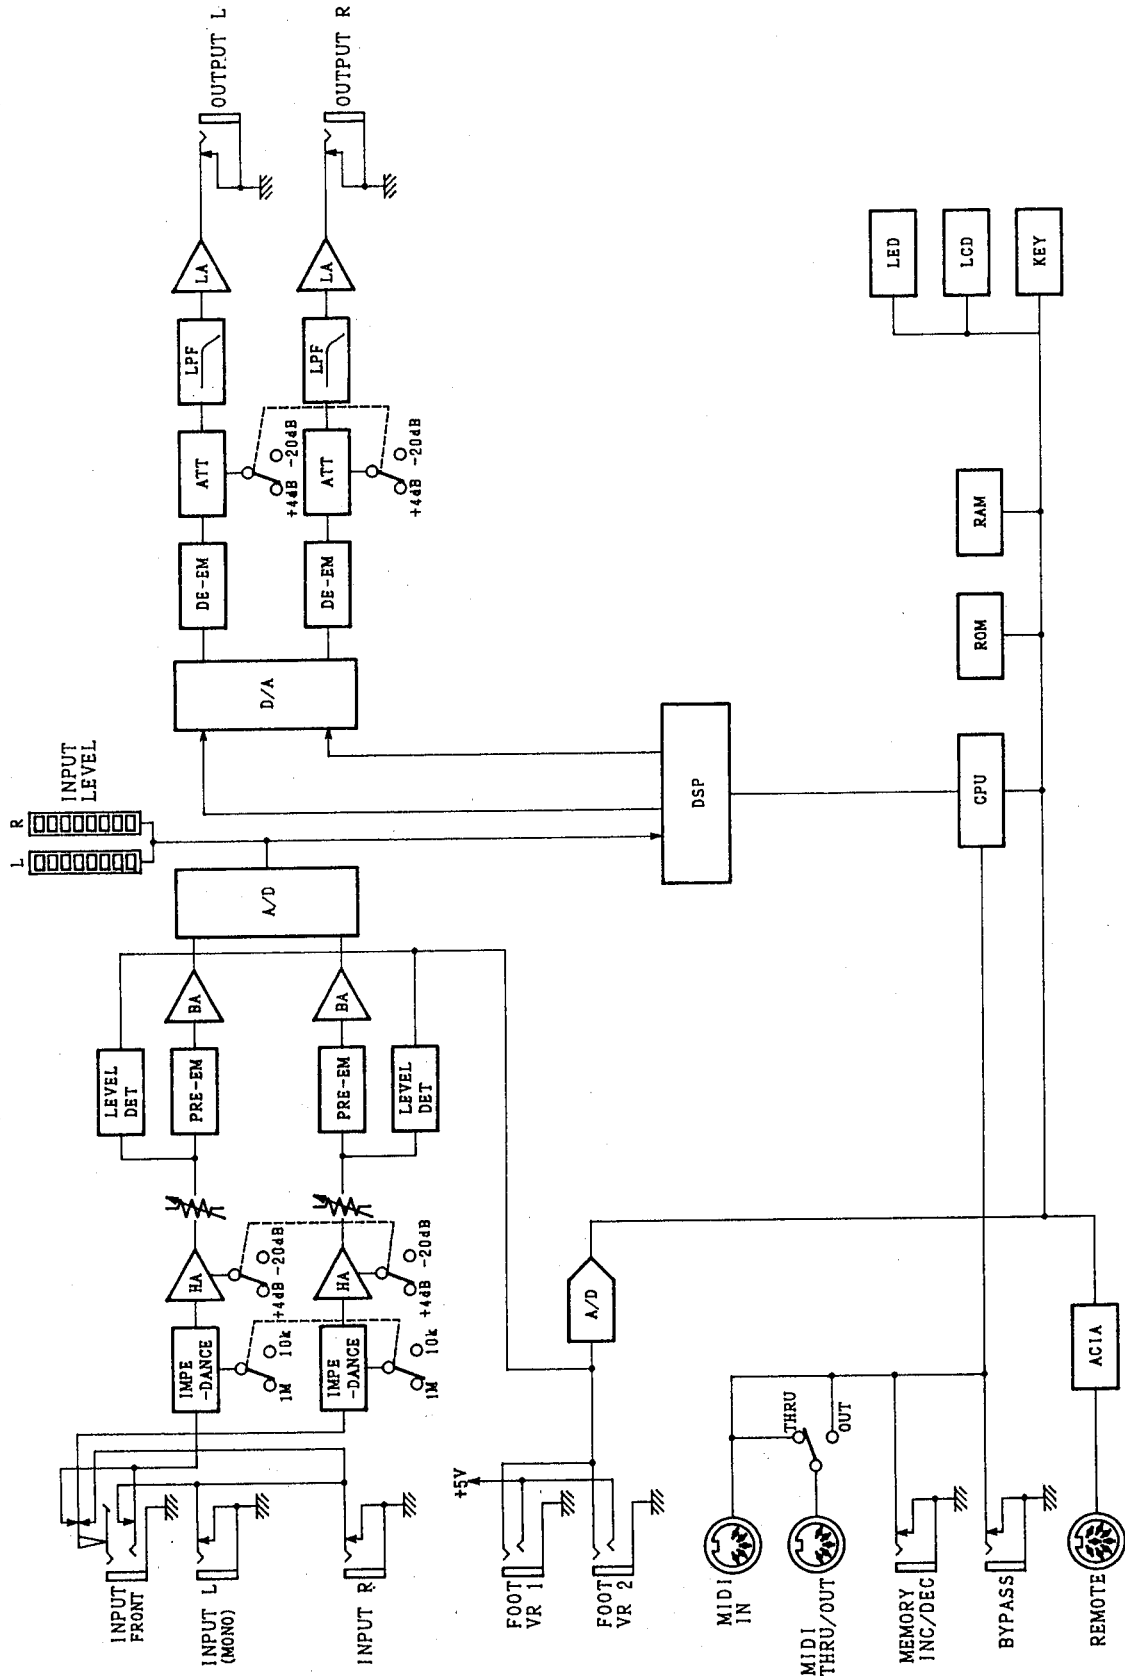 INPUT
FRONT
INPUT L
(MONO)
INPUT R
IMPE
-DANCE
1M
10k
HA
+4dB
-20dB
LEVEL
DET
PRE-EM
BA
IMPE
-DANCE
1M
10k
HA
+4dB
-20dB
PRE-EM
LEVEL
DET
BA
A/D
L
R
INPUT
LEVEL
D/A
DE-EM
ATT
+4dB
-20dB
LPF
LA
OUTPUT L
DE-EM
ATT
+4dB
-20dB
LPF
LA
OUTPUT R
FOOT
VR 1
+5V
FOOT
VR 2
A/D
DSP
MIDI
IN
MIDI
THRU/OUT
THRU
OUT
MEMORY
INC/DEC
BYPASS
REMOTE
ACIA
CPU
ROM
RAM
LED
LCD
KEY